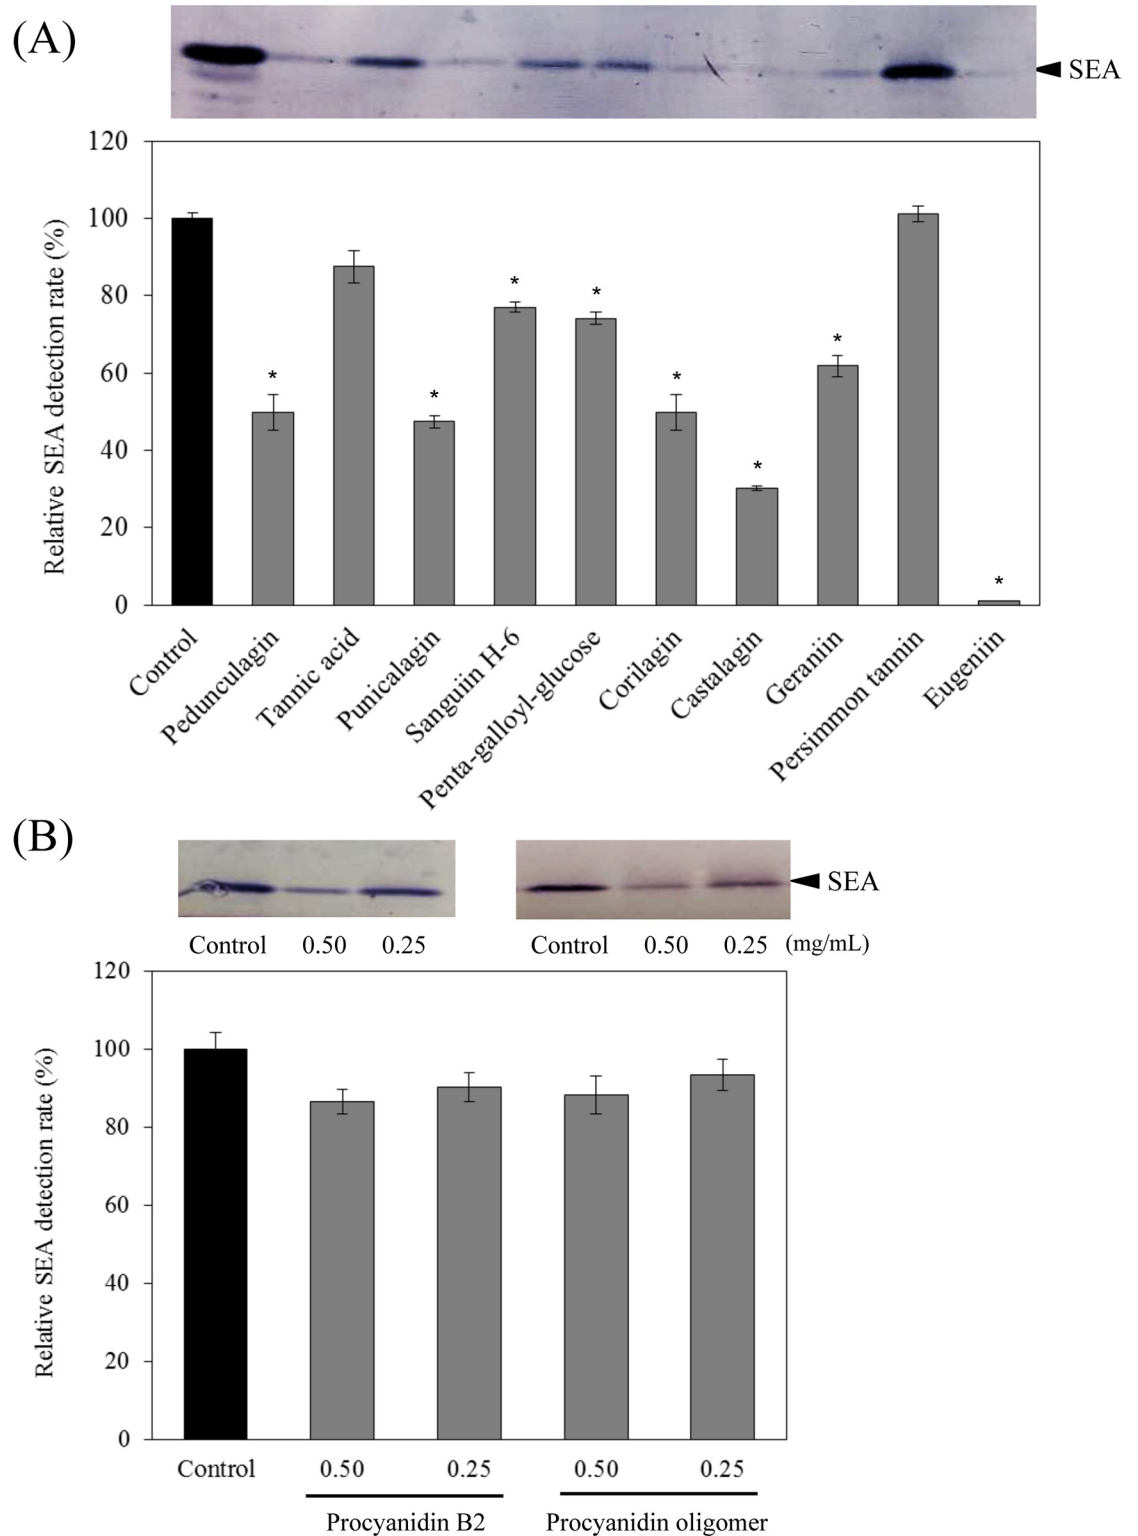 (A)
SEA
120
100
80
60
40
20
0
Relative SEA detection rate (%)
*
*
*
*
*
*
*
*
Control
Pedunculagin
Tannic acid
Punicalagin
Sanguiin H-6
Penta-galloyl-glucose
Corilagin
Castalagin
Geraniin
Persimmon tannin
Eugeniin
(B)
SEA
Control 0.50 0.25 Control 0.50 0.25 (mg/mL)
120
100
80
60
40
20
0
Relative SEA detection rate (%)
Control 0.50 0.25 0.50 0.25
Procyanidin B2 Procyanidin oligomer